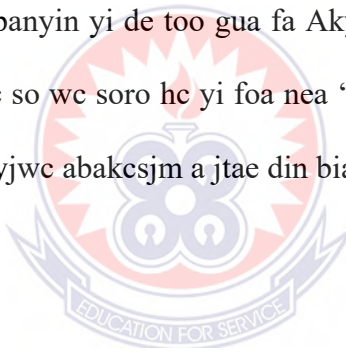 panyin yi de too gua fa Aky
so wc soro hc yi foa nea “
yjwc abakcsjm a jtae din bia
EDUCATION FOR SERVICE